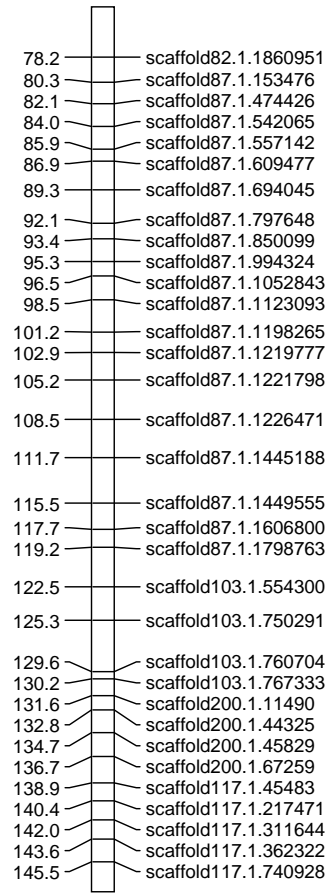 78.2 scaffold82.1.1860951
80.3 scaffold87.1.153476
82.1 scaffold87.1.474426
84.0 scaffold87.1.542065
85.9 scaffold87.1.557142
86.9 scaffold87.1.609477
89.3 scaffold87.1.694045
92.1 scaffold87.1.797648
93.4 scaffold87.1.850099
95.3 scaffold87.1.994324
96.5 scaffold87.1.1052843
98.5 scaffold87.1.1123093
101.2 scaffold87.1.1198265
102.9 scaffold87.1.1219777
105.2 scaffold87.1.1221798
108.5 scaffold87.1.1226471
111.7 scaffold87.1.1445188
115.5 scaffold87.1.1449555
117.7 scaffold87.1.1606800
119.2 scaffold87.1.1798763
122.5 scaffold103.1.554300
125.3 scaffold103.1.750291
129.6 scaffold103.1.760704
130.2 scaffold103.1.767333
131.6 scaffold200.1.11490
132.8 scaffold200.1.44325
134.7 scaffold200.1.45829
136.7 scaffold200.1.67259
138.9 scaffold117.1.45483
140.4 scaffold117.1.217471
142.0 scaffold117.1.311644
143.6 scaffold117.1.362322
145.5 scaffold117.1.740928